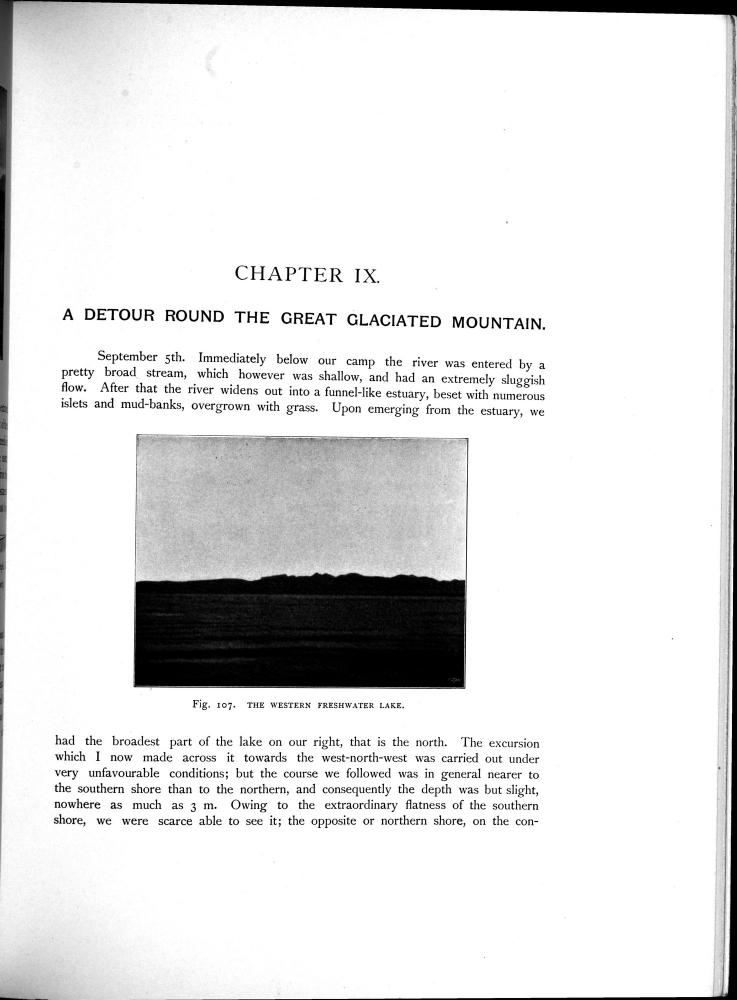 CHAPTER IX.
A DETOUR ROUND THE GREAT GLACIATED MOUNTAIN.
September 5th. Immediately below our camp the river was entered by a
pretty broad stream, which however was shallow, and had an extremely sluggish
flow. After that the river widens out into a funnel-like estuary, beset with numerous
islets and mud-banks, overgrown with grass. Upon emerging from the estuary, we
Fig. 107. THE WESTERN FRESHWATER LAKE.
had the broadest part of the lake on our right, that is the north. The excursion
which I now made across it towards the west-north-west was carried out under
very unfavourable conditions; but the course we followed was in general nearer to
the southern shore than to the northern, and consequently the depth was but slight,
nowhere as much as 3 m. Owing to the extraordinary flatness of the southern
shore, we were scarce able to see it; the opposite or northern shore, on the con-